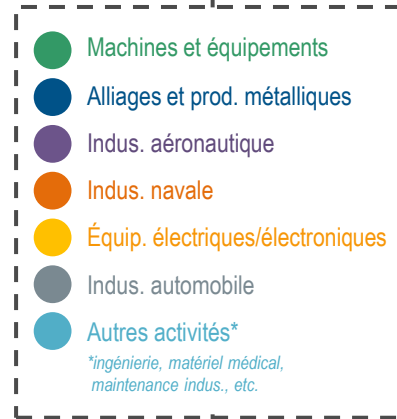 Machines et équipements
Alliages et prod. métalliques
Indus. aéronautique
Indus. navale
Équip. électriques/électroniques
Indus. automobile
Autres activités*
*ingénierie, matériel médical,
maintenance indus., etc.